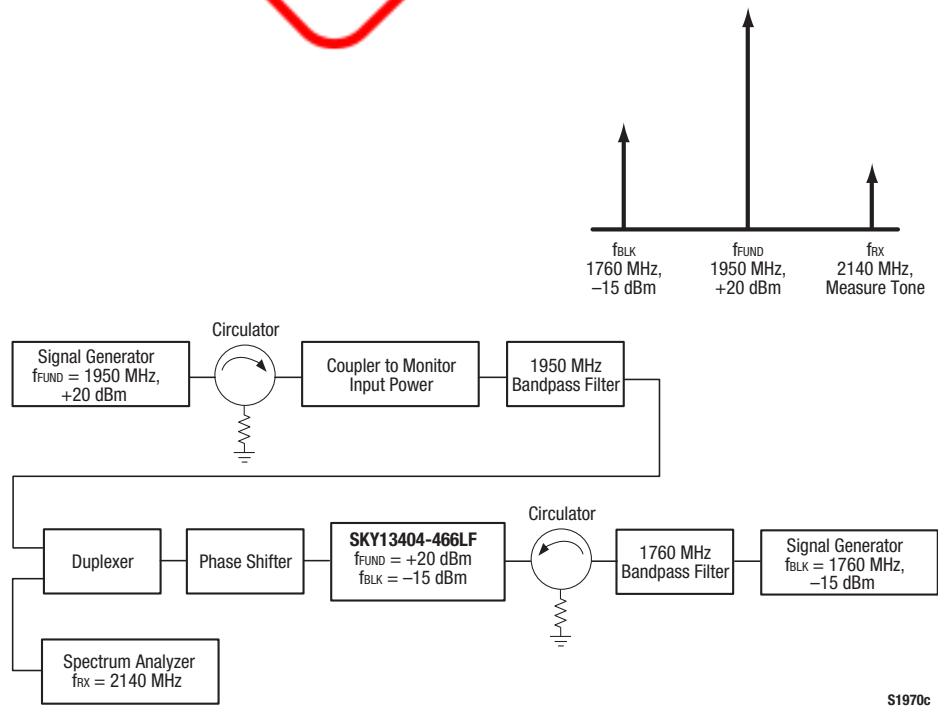 fBLK
1760 MHz,
–15 dBm
fFUND
1950 MHz,
+20 dBm
fRX
2140 MHz,
Measure Tone
Circulator
Signal Generator
fFUND = 1950 MHz,
+20 dBm
Coupler to Monitor
Input Power
1950 MHz
Bandpass Filter
Duplexer
Phase Shifter
SKY13404-466LF
fFUND = +20 dBm
fBLK = –15 dBm
Circulator
1760 MHz
Bandpass Filter
Signal Generator
fBLK = 1760 MHz,
–15 dBm
Spectrum Analyzer
fRX = 2140 MHz
S1970c